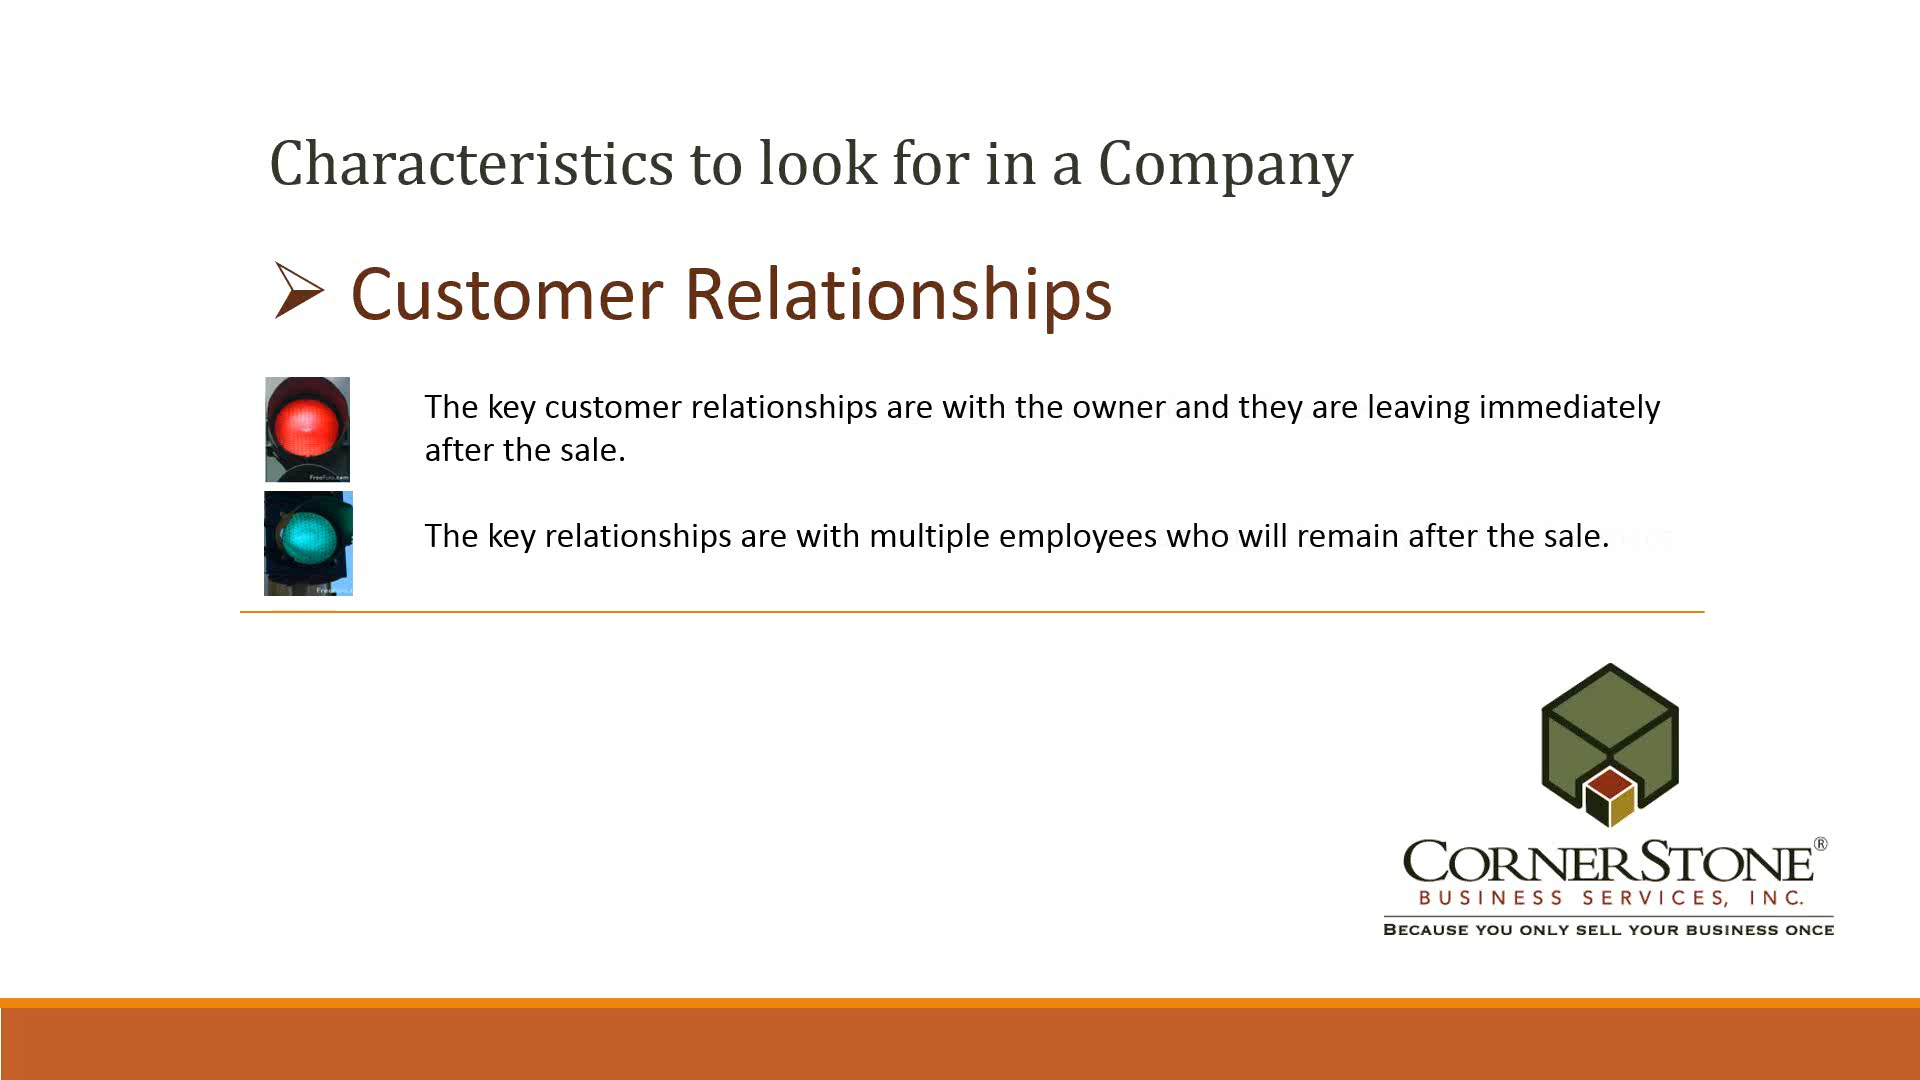 Characteristics to look for in a Company
Customer Relationships
The key customer relationships are with the owner and they are leaving immediately
after the sale.
FreeFoto.com
The key relationships are with multiple employees who will remain after the sale.
CORNERSTONE®
BUSINESS SERVICES, INC.
BECAUSE YOU ONLY SELL YOUR BUSINESS ONCE